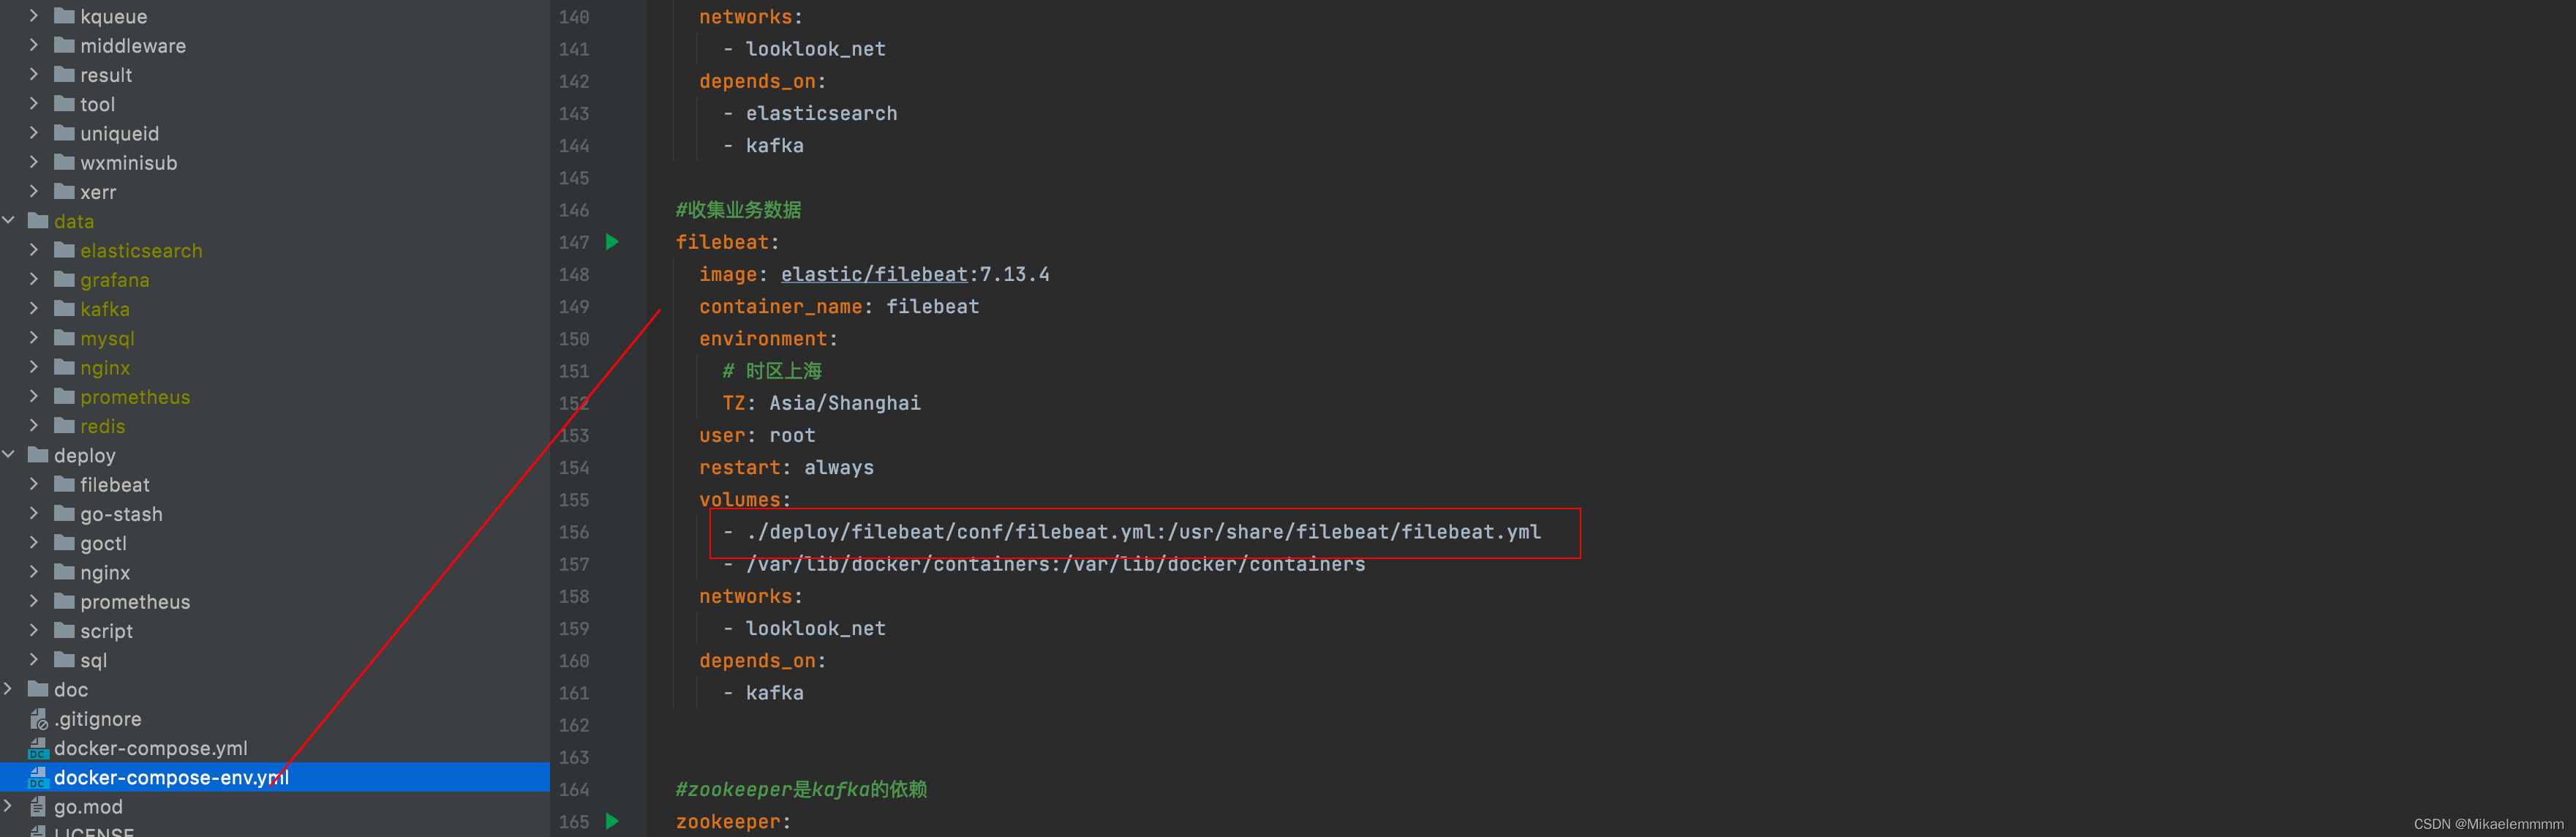 kqueue
middleware
result
tool
uniqueid
wxminisub
xerr
data
elasticsearch
grafana
kafka
mysql
nginx
prometheus
redis
deploy
filebeat
go-stash
goctl
nginx
prometheus
script
sql
doc
.gitignore
docker-compose.yml
docker-compose-env.yml
go.mod
LICENSE
140 networks:
141 - looklook_net
142 depends_on:
143 - elasticsearch
144 - kafka
145
146 #收集业务数据
147 filebeat:
148 image: elastic/filebeat:7.13.4
149 container_name: filebeat
150 environment:
151 # 时区上海
152 TZ: Asia/Shanghai
153 user: root
154 restart: always
155 volumes:
156 - ./deploy/filebeat/conf/filebeat.yml:/usr/share/filebeat/filebeat.yml
157 - /var/lib/docker/containers:/var/lib/docker/containers
158 networks:
159 - looklook_net
160 depends_on:
161 - kafka
162
163
164 #zookeeper是kafka的依赖
165 zookeeper:
CSDN @Mikaelemmmm